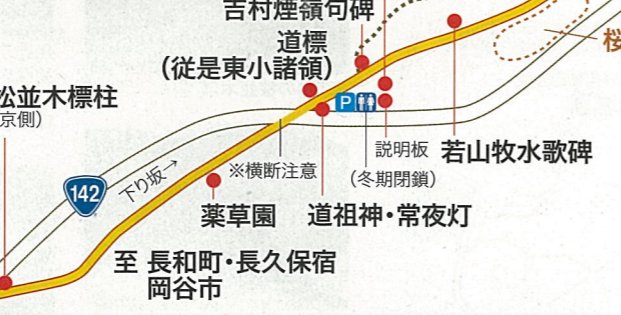 吉村煙嶺句碑
道標
(従是東小諸領)
桜
松並木標柱
京側)
P
142
下り坂→
※横断注意
説明板
若山牧水歌碑
(冬期閉鎖)
薬草園
道祖神・常夜灯
至 長和町・長久保宿
岡谷市